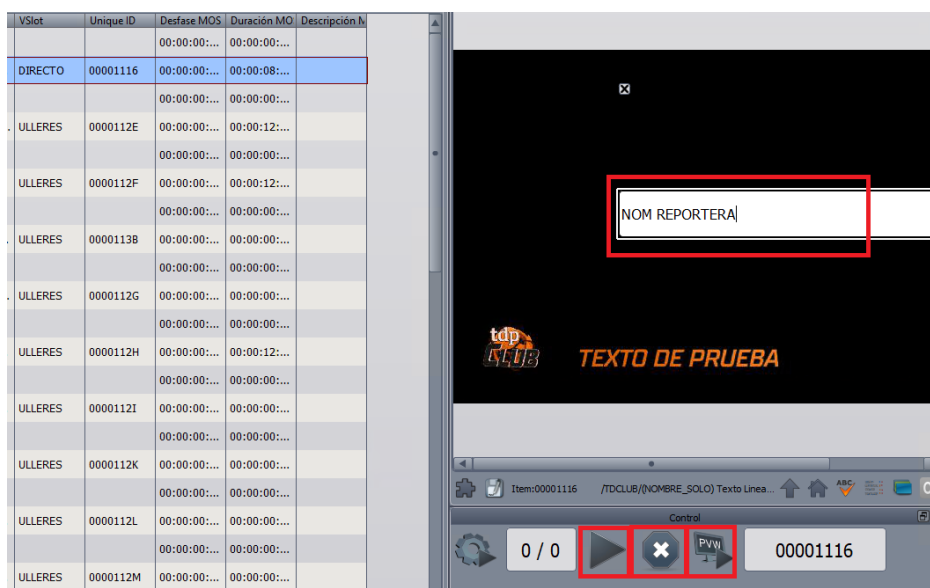 VSlot Unique ID Desfase MOS Duración MO Descripción M
00:00:00:... 00:00:00:...
DIRECTO 00001116 00:00:00:... 00:00:08:...
00:00:00:... 00:00:00:...
. ULLERES 0000112E 00:00:00:... 00:00:12:...
00:00:00:... 00:00:00:...
ULLERES 0000112F 00:00:00:... 00:00:12:...
00:00:00:... 00:00:00:...
. ULLERES 0000113B 00:00:00:... 00:00:00:...
00:00:00:... 00:00:00:...
. ULLERES 0000112G 00:00:00:... 00:00:00:...
00:00:00:... 00:00:00:...
ULLERES 0000112H 00:00:00:... 00:00:12:...
00:00:00:... 00:00:00:...
ULLERES 0000112I 00:00:00:... 00:00:00:...
00:00:00:... 00:00:00:...
ULLERES 0000112K 00:00:00:... 00:00:00:...
00:00:00:... 00:00:00:...
ULLERES 0000112L 00:00:00:... 00:00:00:...
00:00:00:... 00:00:00:...
ULLERES 0000112M 00:00:00:... 00:00:00:...
NOM REPORTERA
tdp
CLUB
TEXTO DE PRUEBA
Item:00001116 /TDCLUB/(NOMBRE_SOLO) Texto Linea... ABC
Control
0 / 0 PVW 00001116